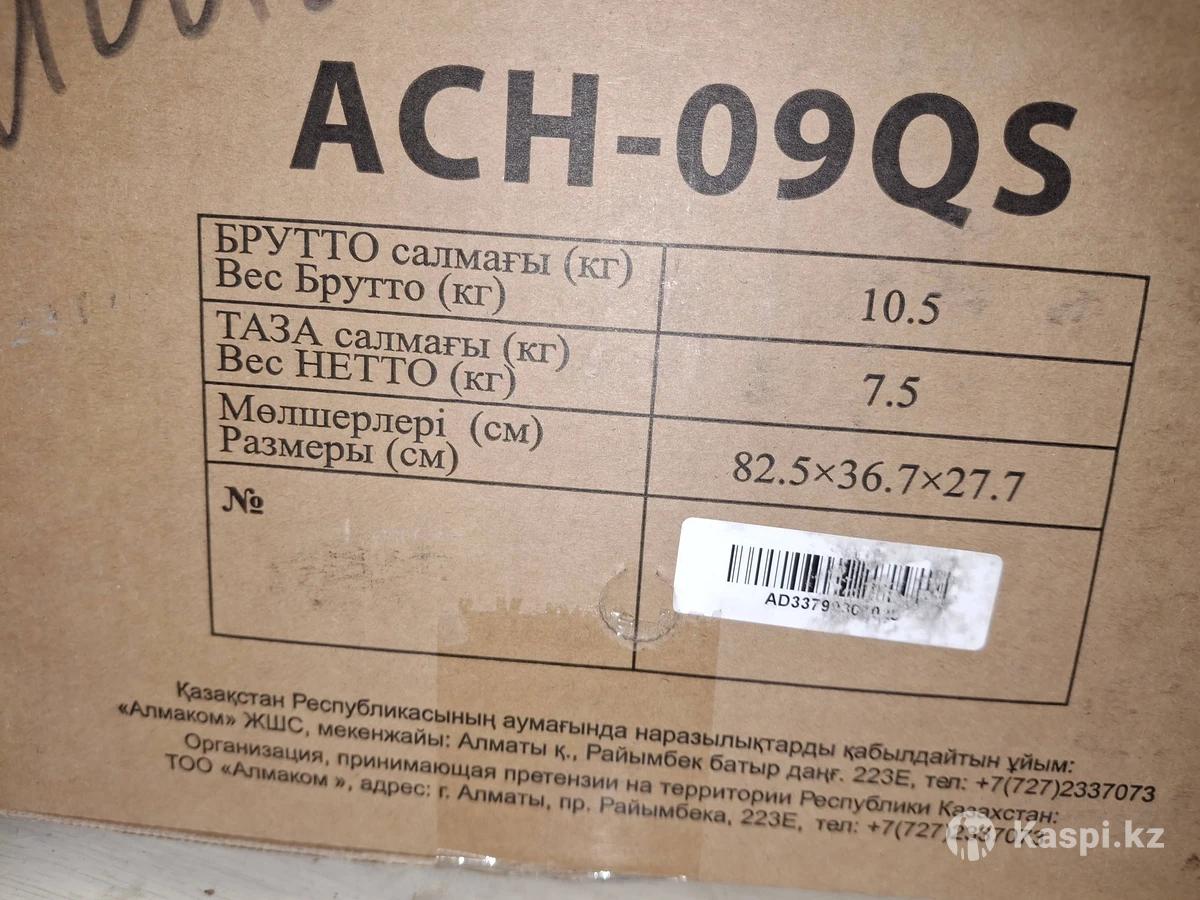 ACH-09QS
БРУТТО салмағы (кг)
Вес Брутто (кг)
10.5
ТАЗА салмағы (кг)
Вес НЕТТО (кг)
7.5
Мөлшерлері (см)
Размеры (см)
82.5×36.7×27.7
№
Қазақстан Республикасының аумағында наразылықтарды қабылдайтын ұйым:
«Алмаком» ЖШС, мекенжайы: Алматы қ., Райымбек батыр даңғ. 223Е, тел: +7(727)2337073
Организация, принимающая претензии на территории Республики Казахстан:
ТОО «Алмаком », адрес: г. Алматы, пр. Райымбека, 223Е, тел: +7(727)2337073
Kaspi.kz